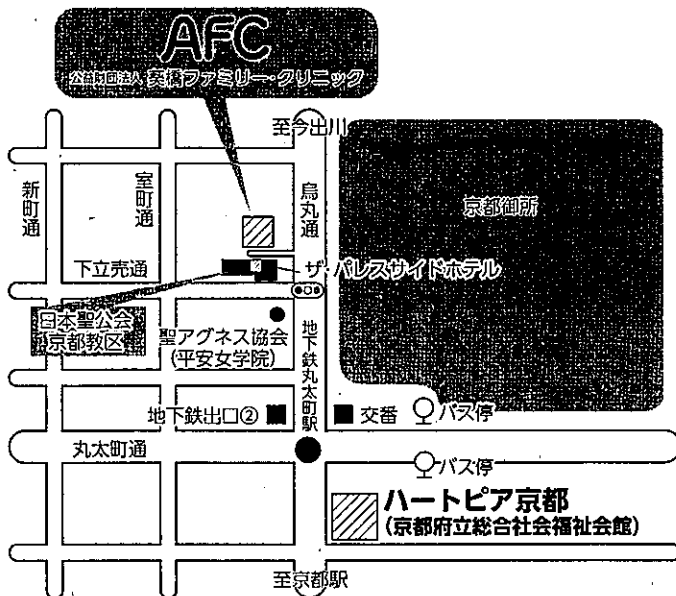 AFC
公益財団法人 葵橋ファミリー・クリニック
至今出川
新町通
室町通
烏丸通
京都御所
下立売通
ザ・パレスサイドホテル
日本聖公会
京都教区
聖アグネス協会
(平安女学院)
地下鉄丸太町駅
地下鉄出口②
交番
バス停
丸太町通
バス停
ハートピア京都
(京都府立総合社会福祉会館)
至京都駅